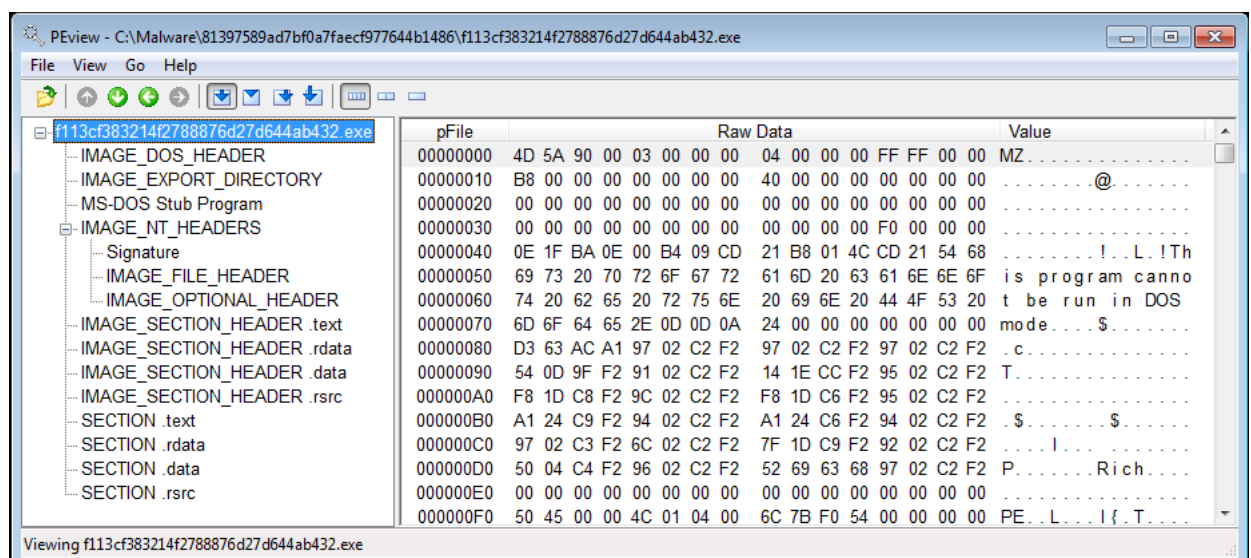 PEview - C:\Malware\81397589ad7bf0a7faecf977644b1486\f113cf383214f2788876d27d644ab432.exe
File View Go Help
f113cf383214f2788876d27d644ab432.exe
IMAGE_DOS_HEADER
IMAGE_EXPORT_DIRECTORY
MS-DOS Stub Program
IMAGE_NT_HEADERS
Signature
IMAGE_FILE_HEADER
IMAGE_OPTIONAL_HEADER
IMAGE_SECTION_HEADER .text
IMAGE_SECTION_HEADER .rdata
IMAGE_SECTION_HEADER .data
IMAGE_SECTION_HEADER .rsrc
SECTION .text
SECTION .rdata
SECTION .data
SECTION .rsrc
pFile Raw Data Value
00000000 4D 5A 90 00 03 00 00 00 04 00 00 00 FF FF 00 00 MZ..............
00000010 B8 00 00 00 00 00 00 00 40 00 00 00 00 00 00 00 ........@.......
00000020 00 00 00 00 00 00 00 00 00 00 00 00 00 00 00 00 ................
00000030 00 00 00 00 00 00 00 00 00 00 00 00 F0 00 00 00 ................
00000040 0E 1F BA 0E 00 B4 09 CD 21 B8 01 4C CD 21 54 68 ........!..L.!Th
00000050 69 73 20 70 72 6F 67 72 61 6D 20 63 61 6E 6E 6F is program canno
00000060 74 20 62 65 20 72 75 6E 20 69 6E 20 44 4F 53 20 t be run in DOS
00000070 6D 6F 64 65 2E 0D 0D 0A 24 00 00 00 00 00 00 00 mode....$.......
00000080 D3 63 AC A1 97 02 C2 F2 97 02 C2 F2 97 02 C2 F2 .c..............
00000090 54 0D 9F F2 91 02 C2 F2 14 1E CC F2 95 02 C2 F2 T...............
000000A0 F8 1D C8 F2 9C 02 C2 F2 F8 1D C6 F2 95 02 C2 F2 ................
000000B0 A1 24 C9 F2 94 02 C2 F2 A1 24 C6 F2 94 02 C2 F2 .$.......$......
000000C0 97 02 C3 F2 6C 02 C2 F2 7F 1D C9 F2 92 02 C2 F2 ....l...........
000000D0 50 04 C4 F2 96 02 C2 F2 52 69 63 68 97 02 C2 F2 P.......Rich....
000000E0 00 00 00 00 00 00 00 00 00 00 00 00 00 00 00 00 ................
000000F0 50 45 00 00 4C 01 04 00 6C 7B F0 54 00 00 00 00 PE..L...l{.T....
Viewing f113cf383214f2788876d27d644ab432.exe